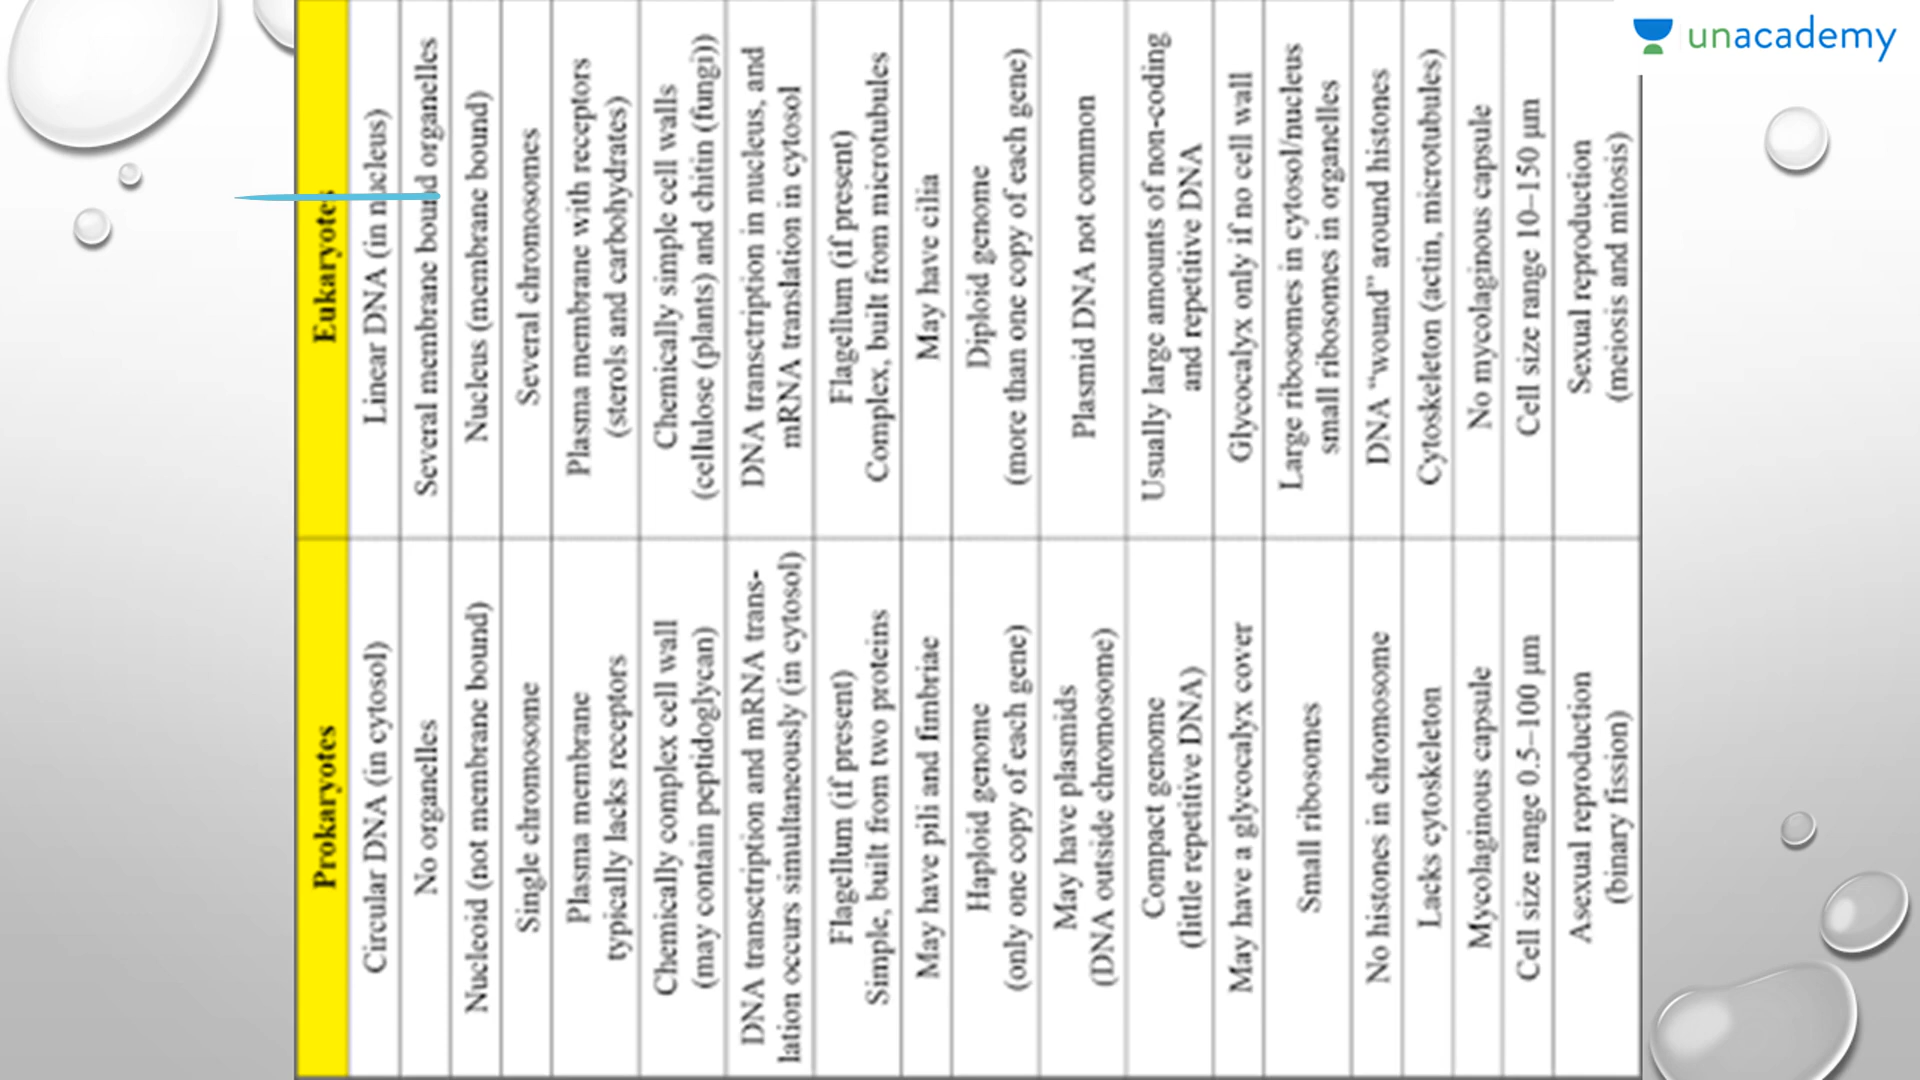 unacademy
Prokaryotes
Eukaryotes
Circular DNA (in cytosol)
Linear DNA (in nucleus)
No organelles
Several membrane bound organelles
Nucleoid (not membrane bound)
Nucleus (membrane bound)
Single chromosome
Several chromosomes
Plasma membrane
typically lacks receptors
Plasma membrane with receptors
(sterols and carbohydrates)
Chemically complex cell wall
(may contain peptidoglycan)
Chemically simple cell walls
(cellulose (plants) and chitin (fungi))
DNA transctription and mRNA trans-
lation occurs simultaneously (in cytosol)
DNA transctription in nucleus, and
mRNA translation in cytosol
Flagellum (if present)
Simple, built from two proteins
Flagellum (if present)
Complex, built from microtubules
May have pili and fimbriae
May have cilia
Haploid genome
(only one copy of each gene)
Diploid genome
(more than one copy of each gene)
May have plasmids
(DNA outside chromosome)
Plasmid DNA not common
Compact genome
(little repetitive DNA)
Usually large amounts of non-coding
and repetitive DNA
May have a glycocalyx cover
Glycocalyx only if no cell wall
Small ribosomes
Large ribosomes in cytosol/nucleus
small ribosomes in organelles
No histones in chromosome
DNA "wound" around histones
Lacks cytoskeleton
Cytoskeleton (actin, microtubules)
Mycolaginous capsule
No mycolaginous capsule
Cell size range 0.5–100 µm
Cell size range 10–150 µm
Asexual reproduction
(binary fission)
Sexual reproduction
(meiosis and mitosis)